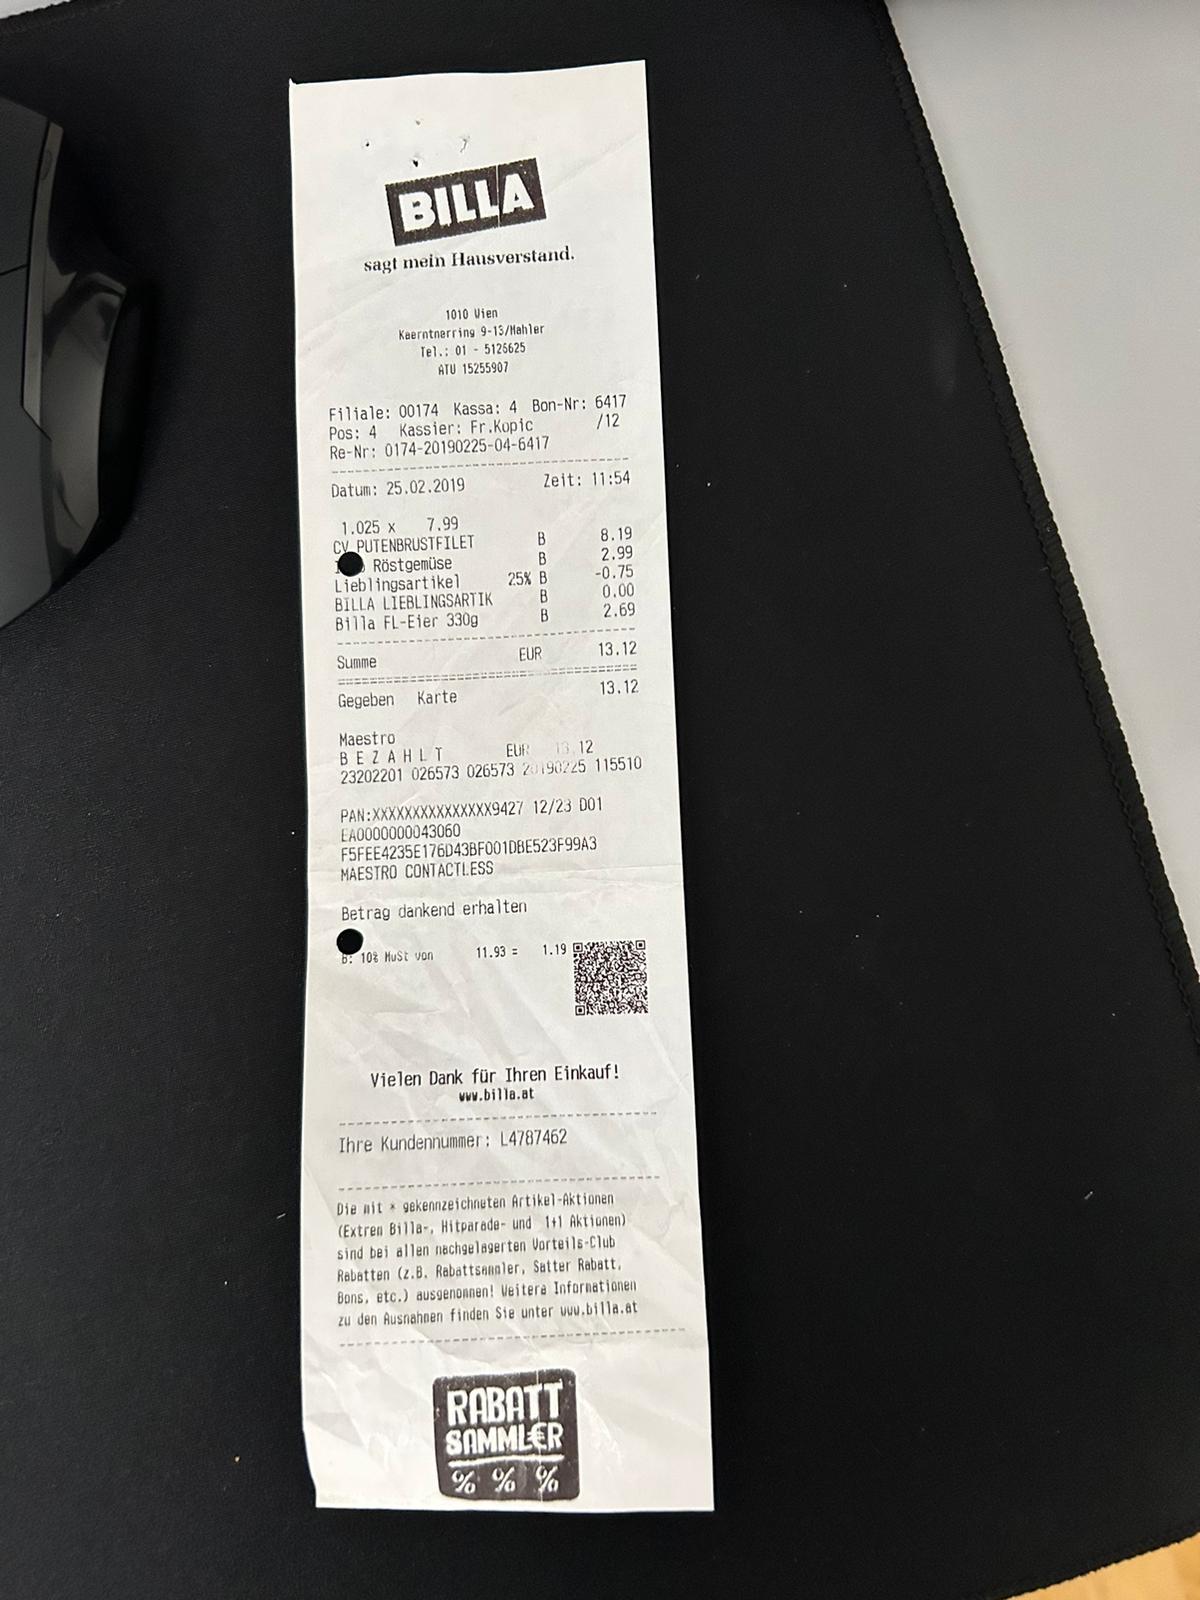 BILLA
sagt mein Hausverstand.
1010 Wien
Kaerntnerring 9-13/Mahler
Tel.: 01 - 5126625
ATU 15255907
Filiale: 00174 Kassa: 4 Bon-Nr: 6417
Pos: 4 Kassier: Fr.Kopic /12
Re-Nr: 0174-20190225-04-6417
Datum: 25.02.2019 Zeit: 11:54
1.025 x 7.99
CV PUTENBRUSTFILET B 8.19
Röstgemüse B 2.99
Lieblingsartikel 25% B -0.75
BILLA LIEBLINGSARTIK B 0.00
Billa FL-Eier 330g B 2.69
Summe EUR 13.12
Gegeben Karte 13.12
Maestro
B E Z A H L T EUR 13.12
23202201 026573 026573 20190225 115510
PAN:XXXXXXXXXXXXXXX9427 12/23 D01
EA0000000043060
F5FEE4235E176D43BF001DBE523F99A3
MAESTRO CONTACTLESS
Betrag dankend erhalten
B: 10% MwSt von 11.93 = 1.19
Vielen Dank für Ihren Einkauf!
www.billa.at
Ihre Kundennummer: L4787462
Die mit * gekennzeichneten Artikel-Aktionen
(Extrem Billa-, Hitparade- und 1+1 Aktionen)
sind bei allen nachgelagerten Vorteils-Club
Rabatten (z.B. Rabattsammler, Satter Rabatt,
Bons, etc.) ausgenommen! Weitere Informationen
zu den Ausnahmen finden Sie unter www.billa.at
RABATT
SAMML€R
% % %